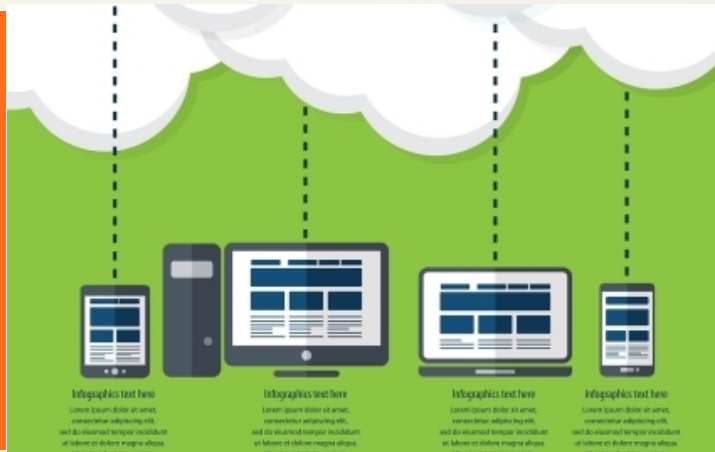 Infographics text here
Lorem ipsum dolor sit amet,
consectetur adipiscing elit,
sed do eiusmod tempor incididunt
ut labore et dolore magna aliqua.
Infographics text here
Lorem ipsum dolor sit amet,
consectetur adipiscing elit,
sed do eiusmod tempor incididunt
ut labore et dolore magna aliqua.
Infographics text here
Lorem ipsum dolor sit amet,
consectetur adipiscing elit,
sed do eiusmod tempor incididunt
ut labore et dolore magna aliqua.
Infographics text here
Lorem ipsum dolor sit amet,
consectetur adipiscing elit,
sed do eiusmod tempor incididunt
ut labore et dolore magna aliqua.